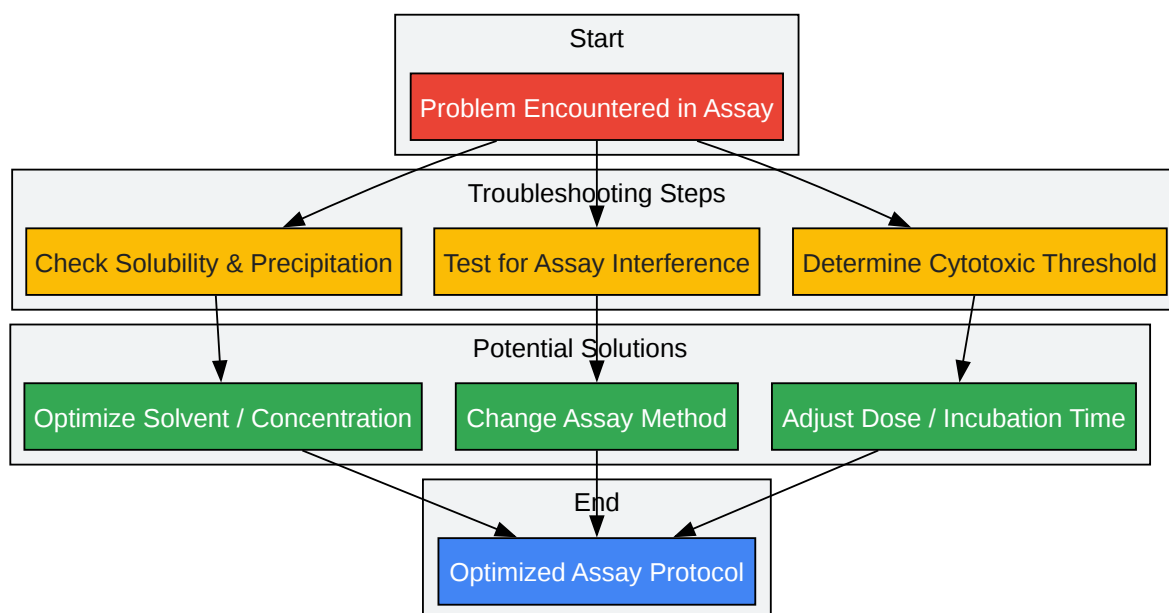 Start
Problem Encountered in Assay
Troubleshooting Steps
Check Solubility & Precipitation
Test for Assay Interference
Determine Cytotoxic Threshold
Potential Solutions
Optimize Solvent / Concentration
Change Assay Method
Adjust Dose / Incubation Time
End
Optimized Assay Protocol